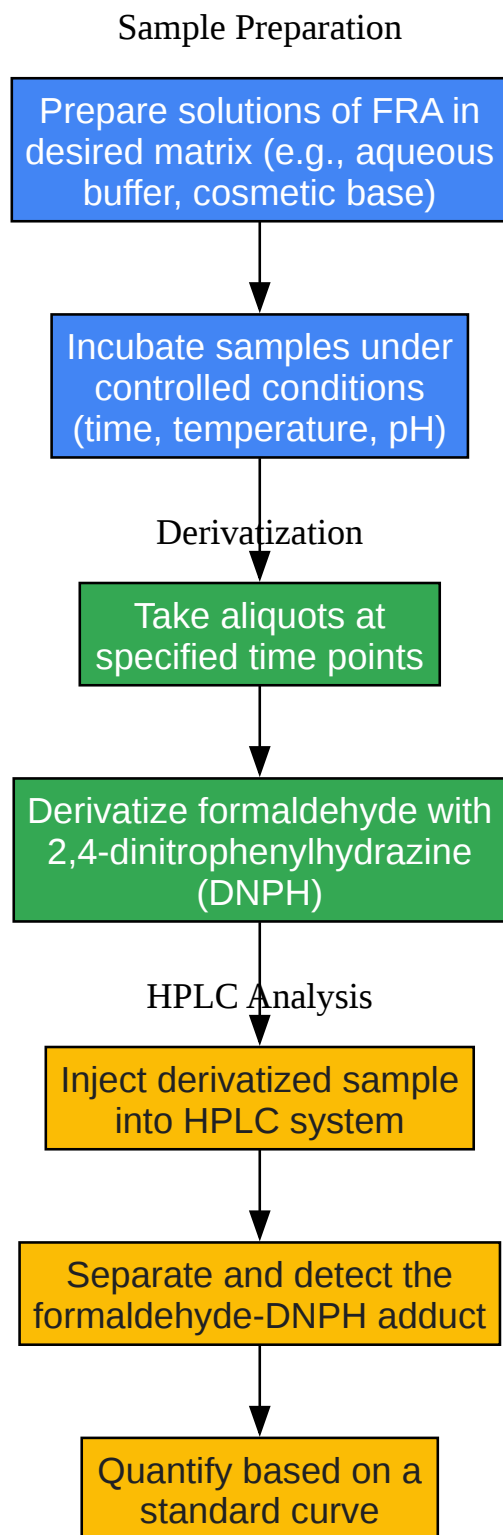 Sample Preparation
Prepare solutions of FRA in
desired matrix (e.g., aqueous
buffer, cosmetic base)
Incubate samples under
controlled conditions
(time, temperature, pH)
Derivatization
Take aliquots at
specified time points
Derivatize formaldehyde with
2,4-dinitrophenylhydrazine
(DNPH)
HPLC Analysis
Inject derivatized sample
into HPLC system
Separate and detect the
formaldehyde-DNPH adduct
Quantify based on a
standard curve